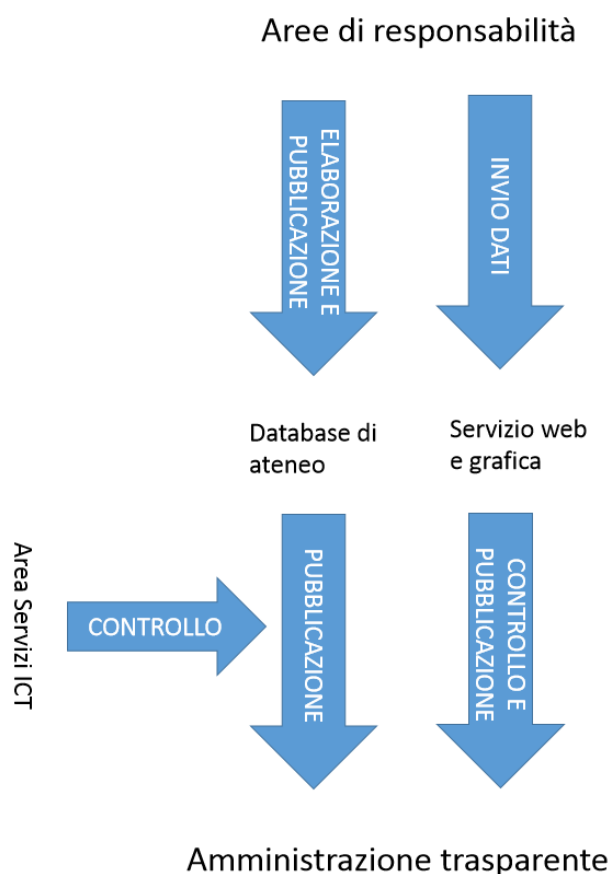 Aree di responsabilità
ELABORAZIONE E
PUBBLICAZIONE
INVIO DATI
Database di
ateneo
Servizio web
e grafica
Area Servizi ICT
CONTROLLO
PUBBLICAZIONE
CONTROLLO E
PUBBLICAZIONE
Amministrazione trasparente